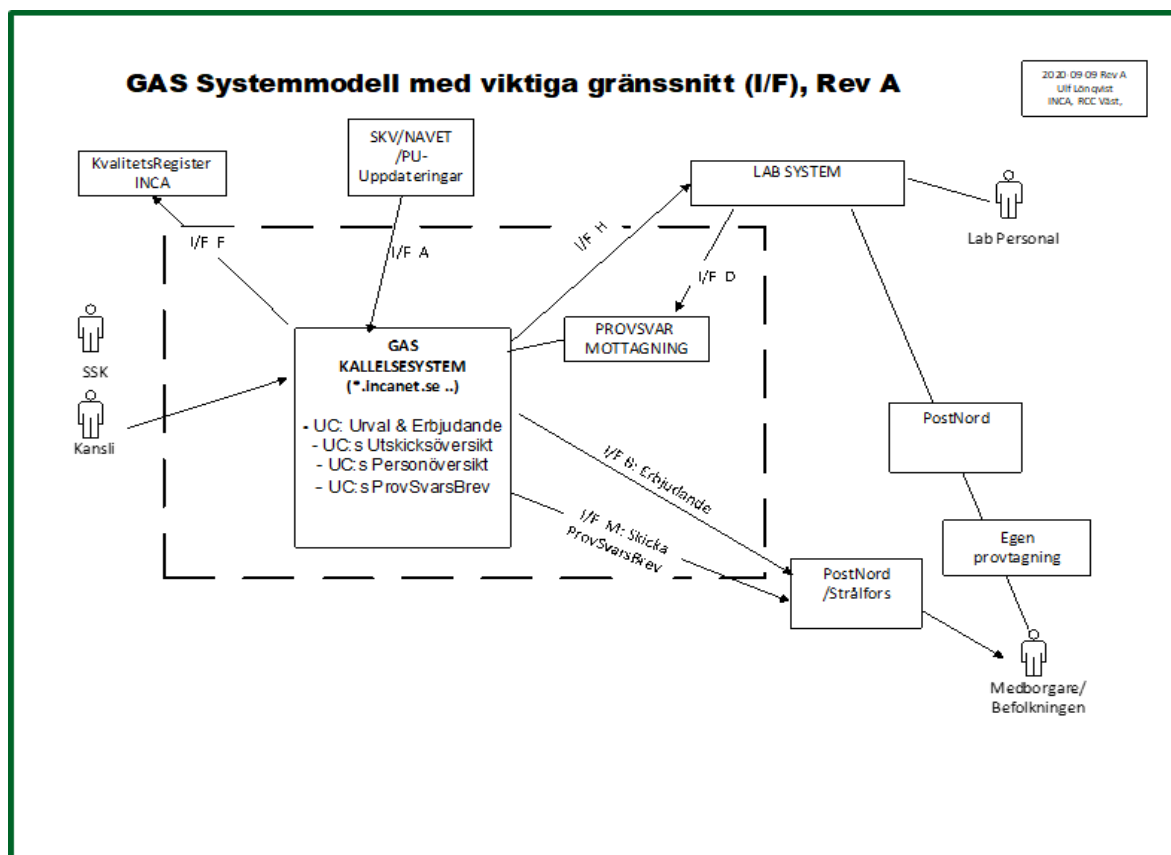 GAS Systemmodell med viktiga gränssnitt (I/F), Rev A
2020-09-09 Rev A
Ulf Lönqvist
INCA, RCC Väst,
KvalitetsRegister
INCA
SKV/NAVET
/PU-
Uppdateringar
LAB SYSTEM
Lab Personal
I/F F
I/F A
I/F H
I/F D
PROVSVAR
MOTTAGNING
SSK
Kansli
GAS
KALLELSESYSTEM
(*.incanet.se ..)
- UC: Urval & Erbjudande
- UC:s Utskicksöversikt
- UC:s Personöversikt
- UC:s ProvSvarsBrev
I/F B: Erbjudande
I/F M: Skicka
ProvSvarsBrev
PostNord
Egen
provtagning
PostNord
/Strålfors
Medborgare/
Befolkningen